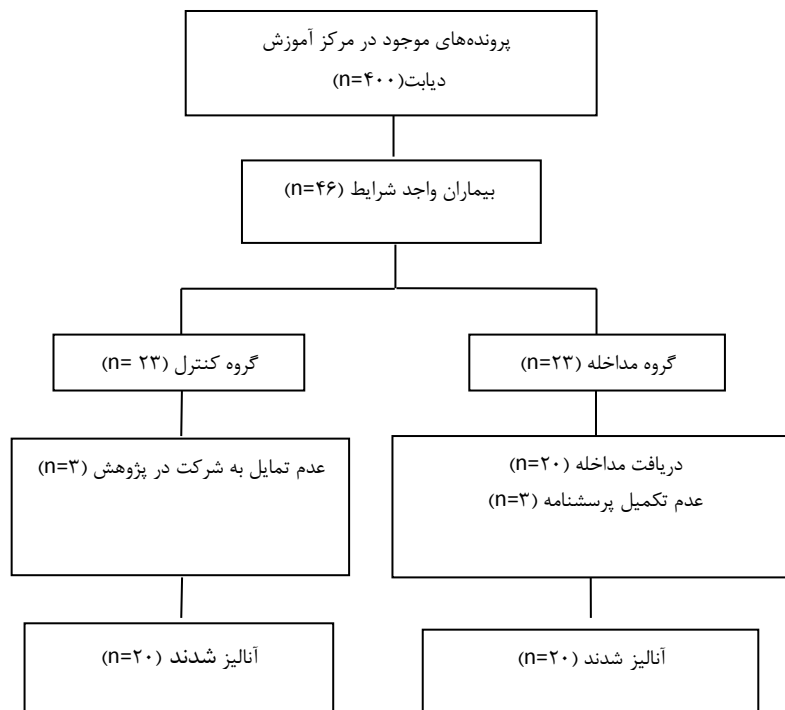 پرونده‌های موجود در مرکز آموزش
دیابت(n=۴۰۰)
بیماران واجد شرایط (n=۴۶)
گروه مداخله (n=۲۳)
گروه کنترل (n= ۲۳)
دریافت مداخله (n=۲۰)
عدم تکمیل پرسشنامه (n=۳)
عدم تمایل به شرکت در پژوهش (n=۳)
آنالیز شدند (n=۲۰)
آنالیز شدند (n=۲۰)